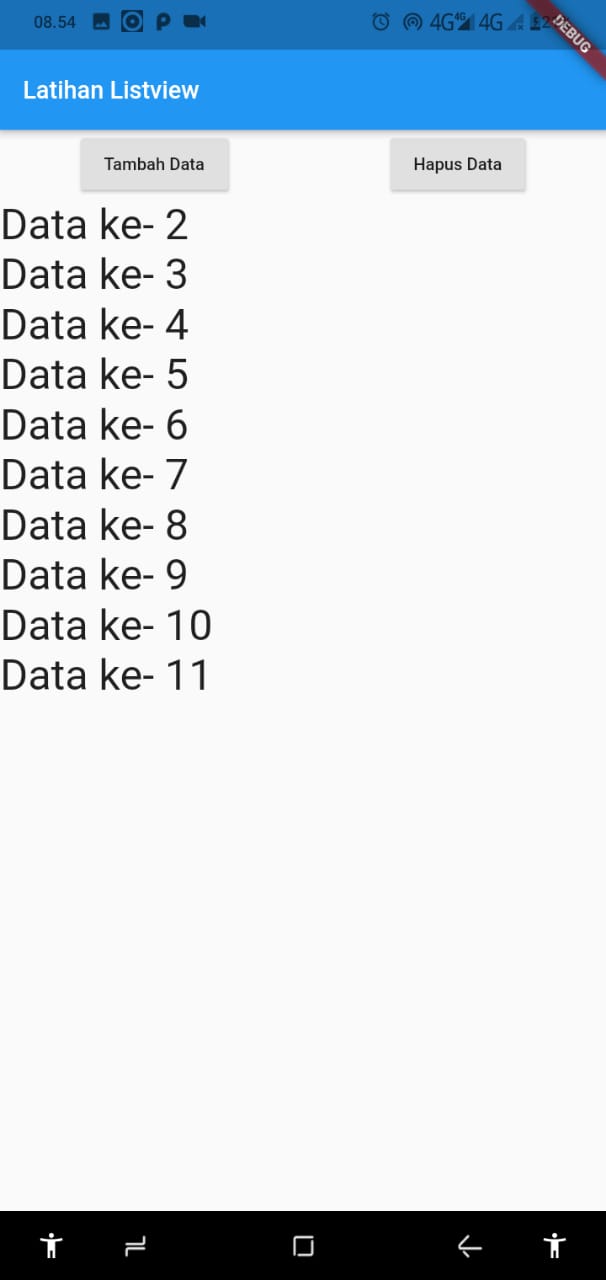 08.54 4G 4G 4G
DEBUG
Latihan Listview
Tambah Data Hapus Data
Data ke- 2
Data ke- 3
Data ke- 4
Data ke- 5
Data ke- 6
Data ke- 7
Data ke- 8
Data ke- 9
Data ke- 10
Data ke- 11